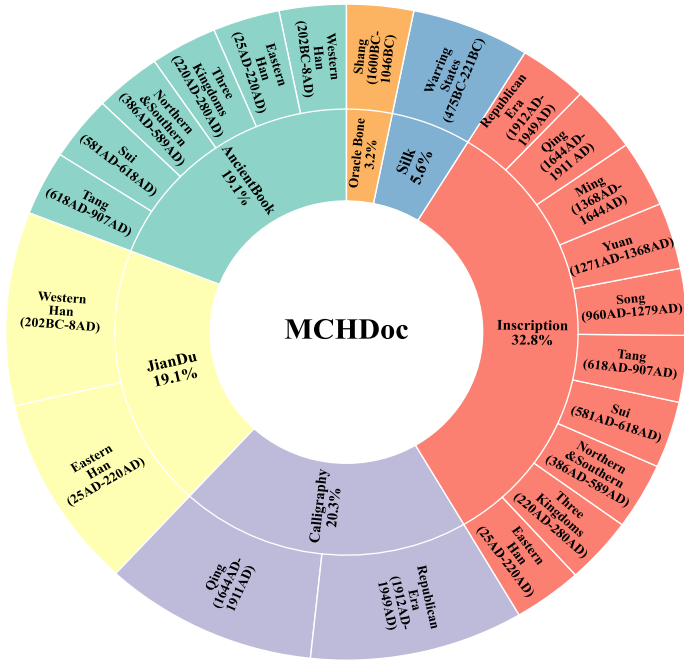 MCHDoc
Oracle Bone
3.2%
Shang
(1600BC-
1046BC)
Silk
5.6%
Warring
States
(475BC-221BC)
Inscription
32.8%
Republican
Era
(1912AD-
1949AD)
Qing
(1644AD-
1911AD)
Ming
(1368AD-
1644AD)
Yuan
(1271AD-1368AD)
Song
(960AD-1279AD)
Tang
(618AD-907AD)
Sui
(581AD-618AD)
Northern
&Southern
(386AD-589AD)
Three
Kingdoms
(220AD-280AD)
Eastern
Han
(25AD-220AD)
Calligraphy
20.3%
Republican
Era
(1912AD-
1949AD)
Qing
(1644AD-
1911AD)
JianDu
19.1%
Eastern
Han
(25AD-220AD)
Western
Han
(202BC-8AD)
AncientBook
19.1%
Tang
(618AD-907AD)
Sui
(581AD-618AD)
Northern
&Southern
(386AD-589AD)
Three
Kingdoms
(220AD-280AD)
Eastern
Han
(25AD-220AD)
Western
Han
(202BC-8AD)